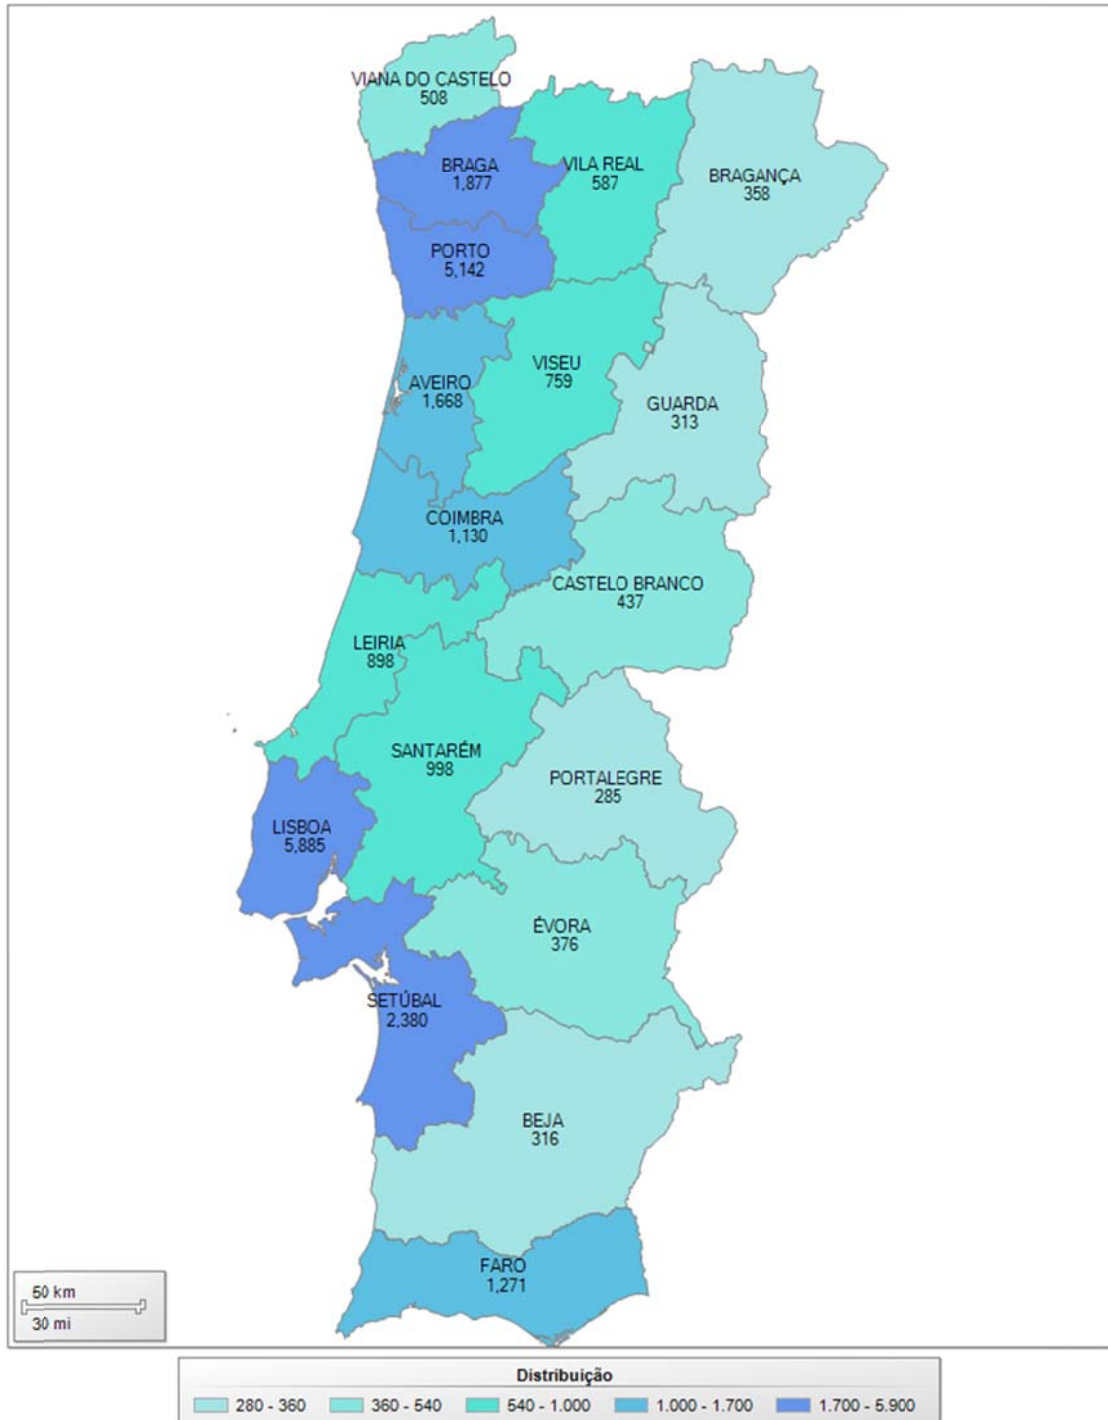 VIANA DO CASTELO
508
BRAGA
1,877
VILA REAL
587
BRAGANÇA
358
PORTO
5,142
VISEU
759
AVEIRO
1,668
GUARDA
313
COIMBRA
1,130
CASTELO BRANCO
437
LEIRIA
898
SANTARÉM
998
PORTALEGRE
285
LISBOA
5,885
ÉVORA
376
SETÚBAL
2,380
BEJA
316
FARO
1,271
50 km
30 mi
Distribuição
280 - 360 360 - 540 540 - 1.000 1.000 - 1.700 1.700 - 5.900